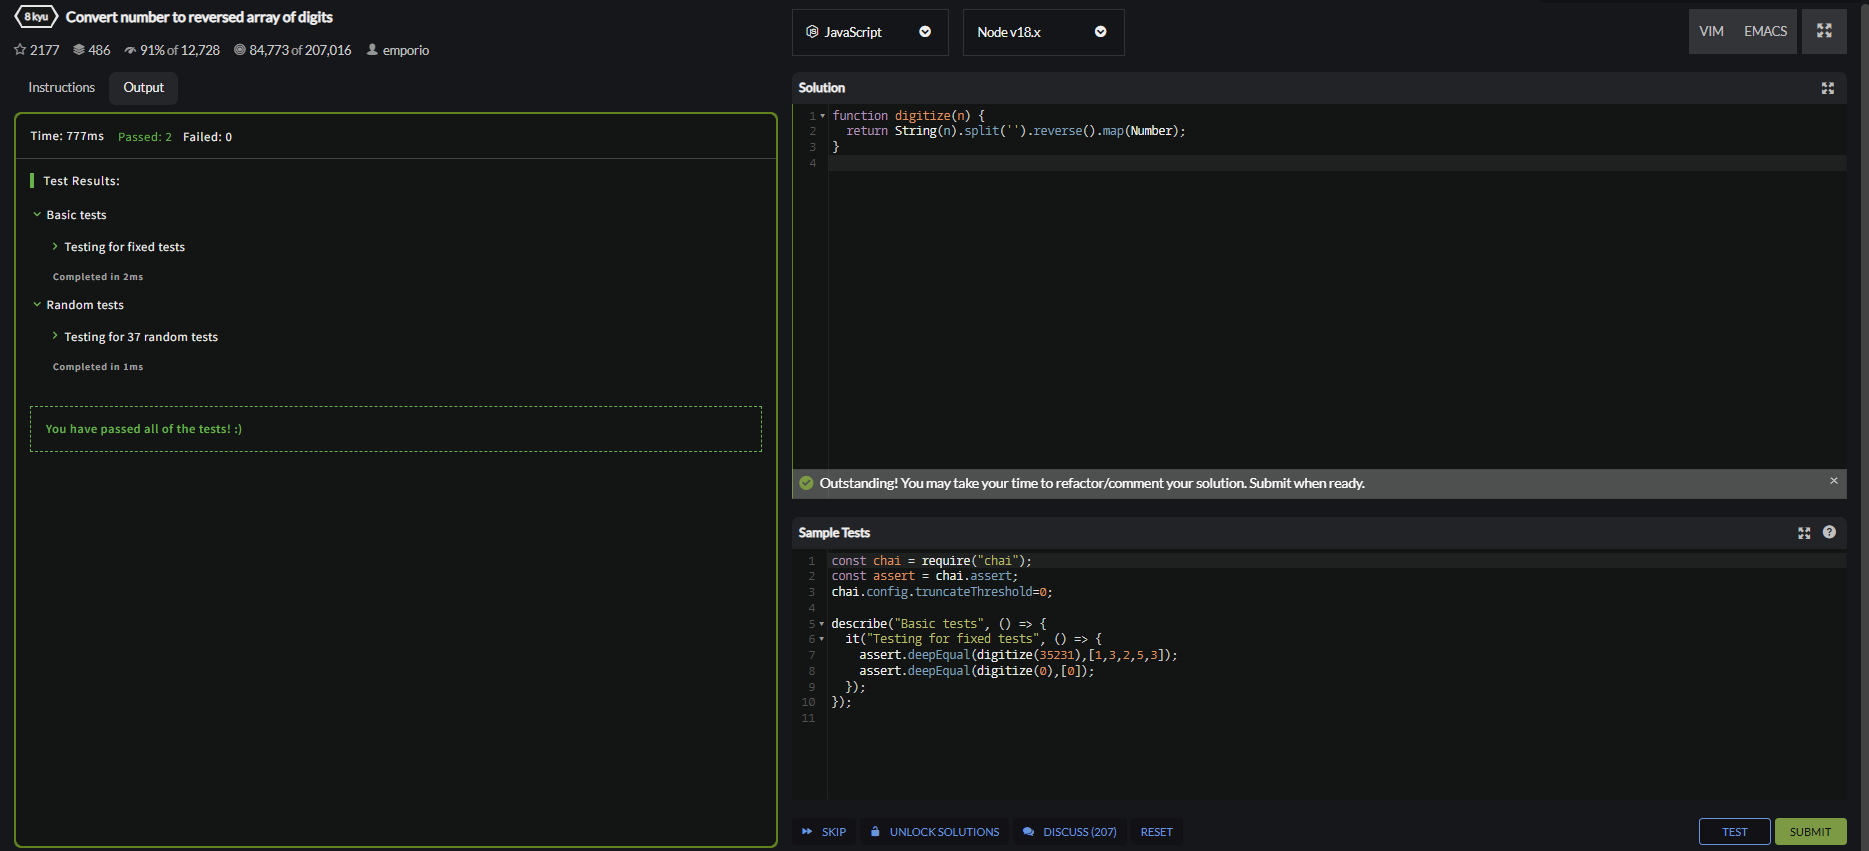 8 kyu Convert number to reversed array of digits
2177 486 91% of 12,728 84,773 of 207,016 emporio
Instructions Output
Time: 777ms Passed: 2 Failed: 0
Test Results:
Basic tests
Testing for fixed tests
Completed in 2ms
Random tests
Testing for 37 random tests
Completed in 1ms
You have passed all of the tests! :)
JavaScript Node v18.x VIM EMACS
Solution
1 function digitize(n) {
2 return String(n).split('').reverse().map(Number);
3 }
4
Outstanding! You may take your time to refactor/comment your solution. Submit when ready. ×
Sample Tests
1 const chai = require("chai");
2 const assert = chai.assert;
3 chai.config.truncateThreshold=0;
4
5 describe("Basic tests", () => {
6 it("Testing for fixed tests", () => {
7 assert.deepEqual(digitize(35231),[1,3,2,5,3]);
8 assert.deepEqual(digitize(0),[0]);
9 });
10 });
11
SKIP UNLOCK SOLUTIONS DISCUSS (207) RESET TEST SUBMIT